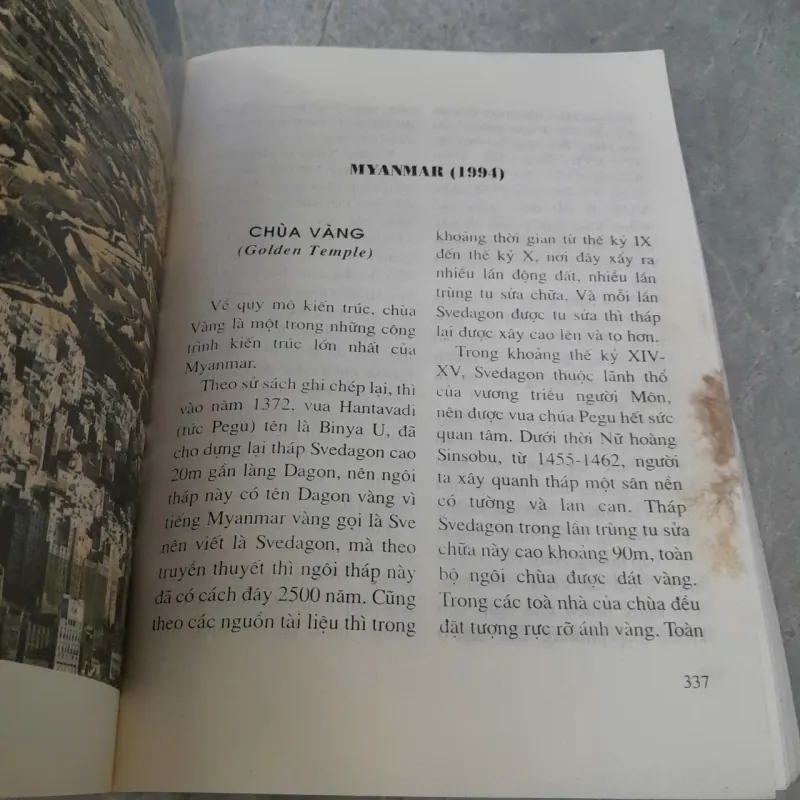 MYANMAR (1994)
CHÙA VÀNG
(Golden Temple)
Về quy mô kiến trúc, chùa
Vàng là một trong những công
trình kiến trúc lớn nhất của
Myanmar.
Theo sử sách ghi chép lại, thì
vào năm 1372, vua Hantavadi
(tức Pegu) tên là Binya U, đã
cho dựng lại tháp Svedagon cao
20m gần làng Dagon, nên ngôi
tháp này có tên Dagon vàng vì
tiếng Myanmar vàng gọi là Sve
nên viết là Svedagon, mà theo
truyền thuyết thì ngôi tháp này
đã có cách đây 2500 năm. Cũng
theo các nguồn tài liệu thì trong
khoảng thời gian từ thế kỷ IX
đến thế kỷ X, nơi đây xẩy ra
nhiều lần động đất, nhiều lần
trùng tu sửa chữa. Và mỗi lần
Svedagon được tu sửa thì tháp
lại được xây cao lên và to hơn.
Trong khoảng thế kỷ XIV-
XV, Svedagon thuộc lãnh thổ
của vương triều người Môn,
nên được vua chúa Pegu hết sức
quan tâm. Dưới thời Nữ hoàng
Sinsobu, từ 1455-1462, người
ta xây quanh tháp một sân nền
có tường và lan can. Tháp
Svedagon trong lần trùng tu sửa
chữa này cao khoảng 90m, toàn
bộ ngôi chùa được dát vàng.
Trong các toà nhà của chùa đều
đặt tượng rực rỡ ánh vàng. Toàn
337